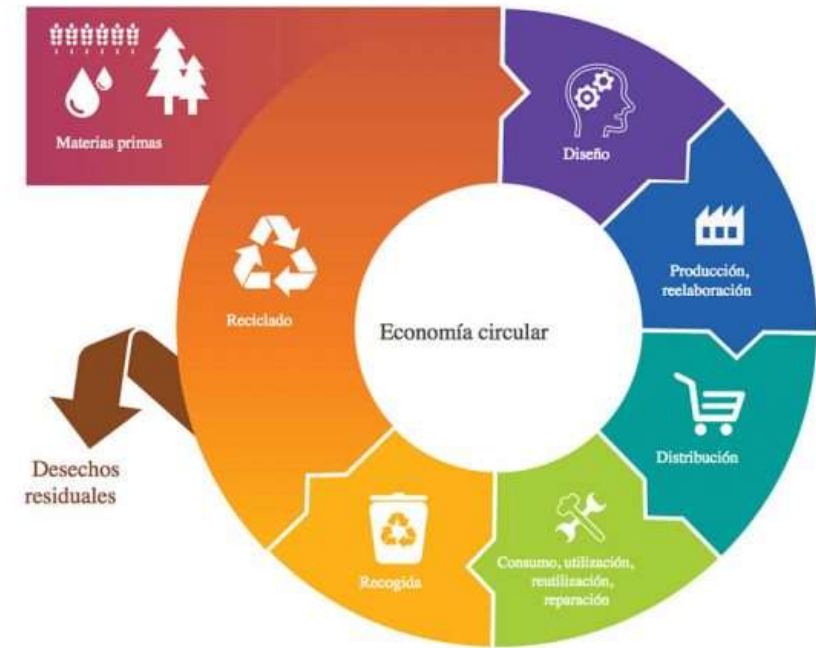 Materias primas
Diseño
Producción,
reelaboración
Reciclado
Economía circular
Distribución
Desechos
residuales
Consumo, utilización,
reutilización,
reparación
Recogida